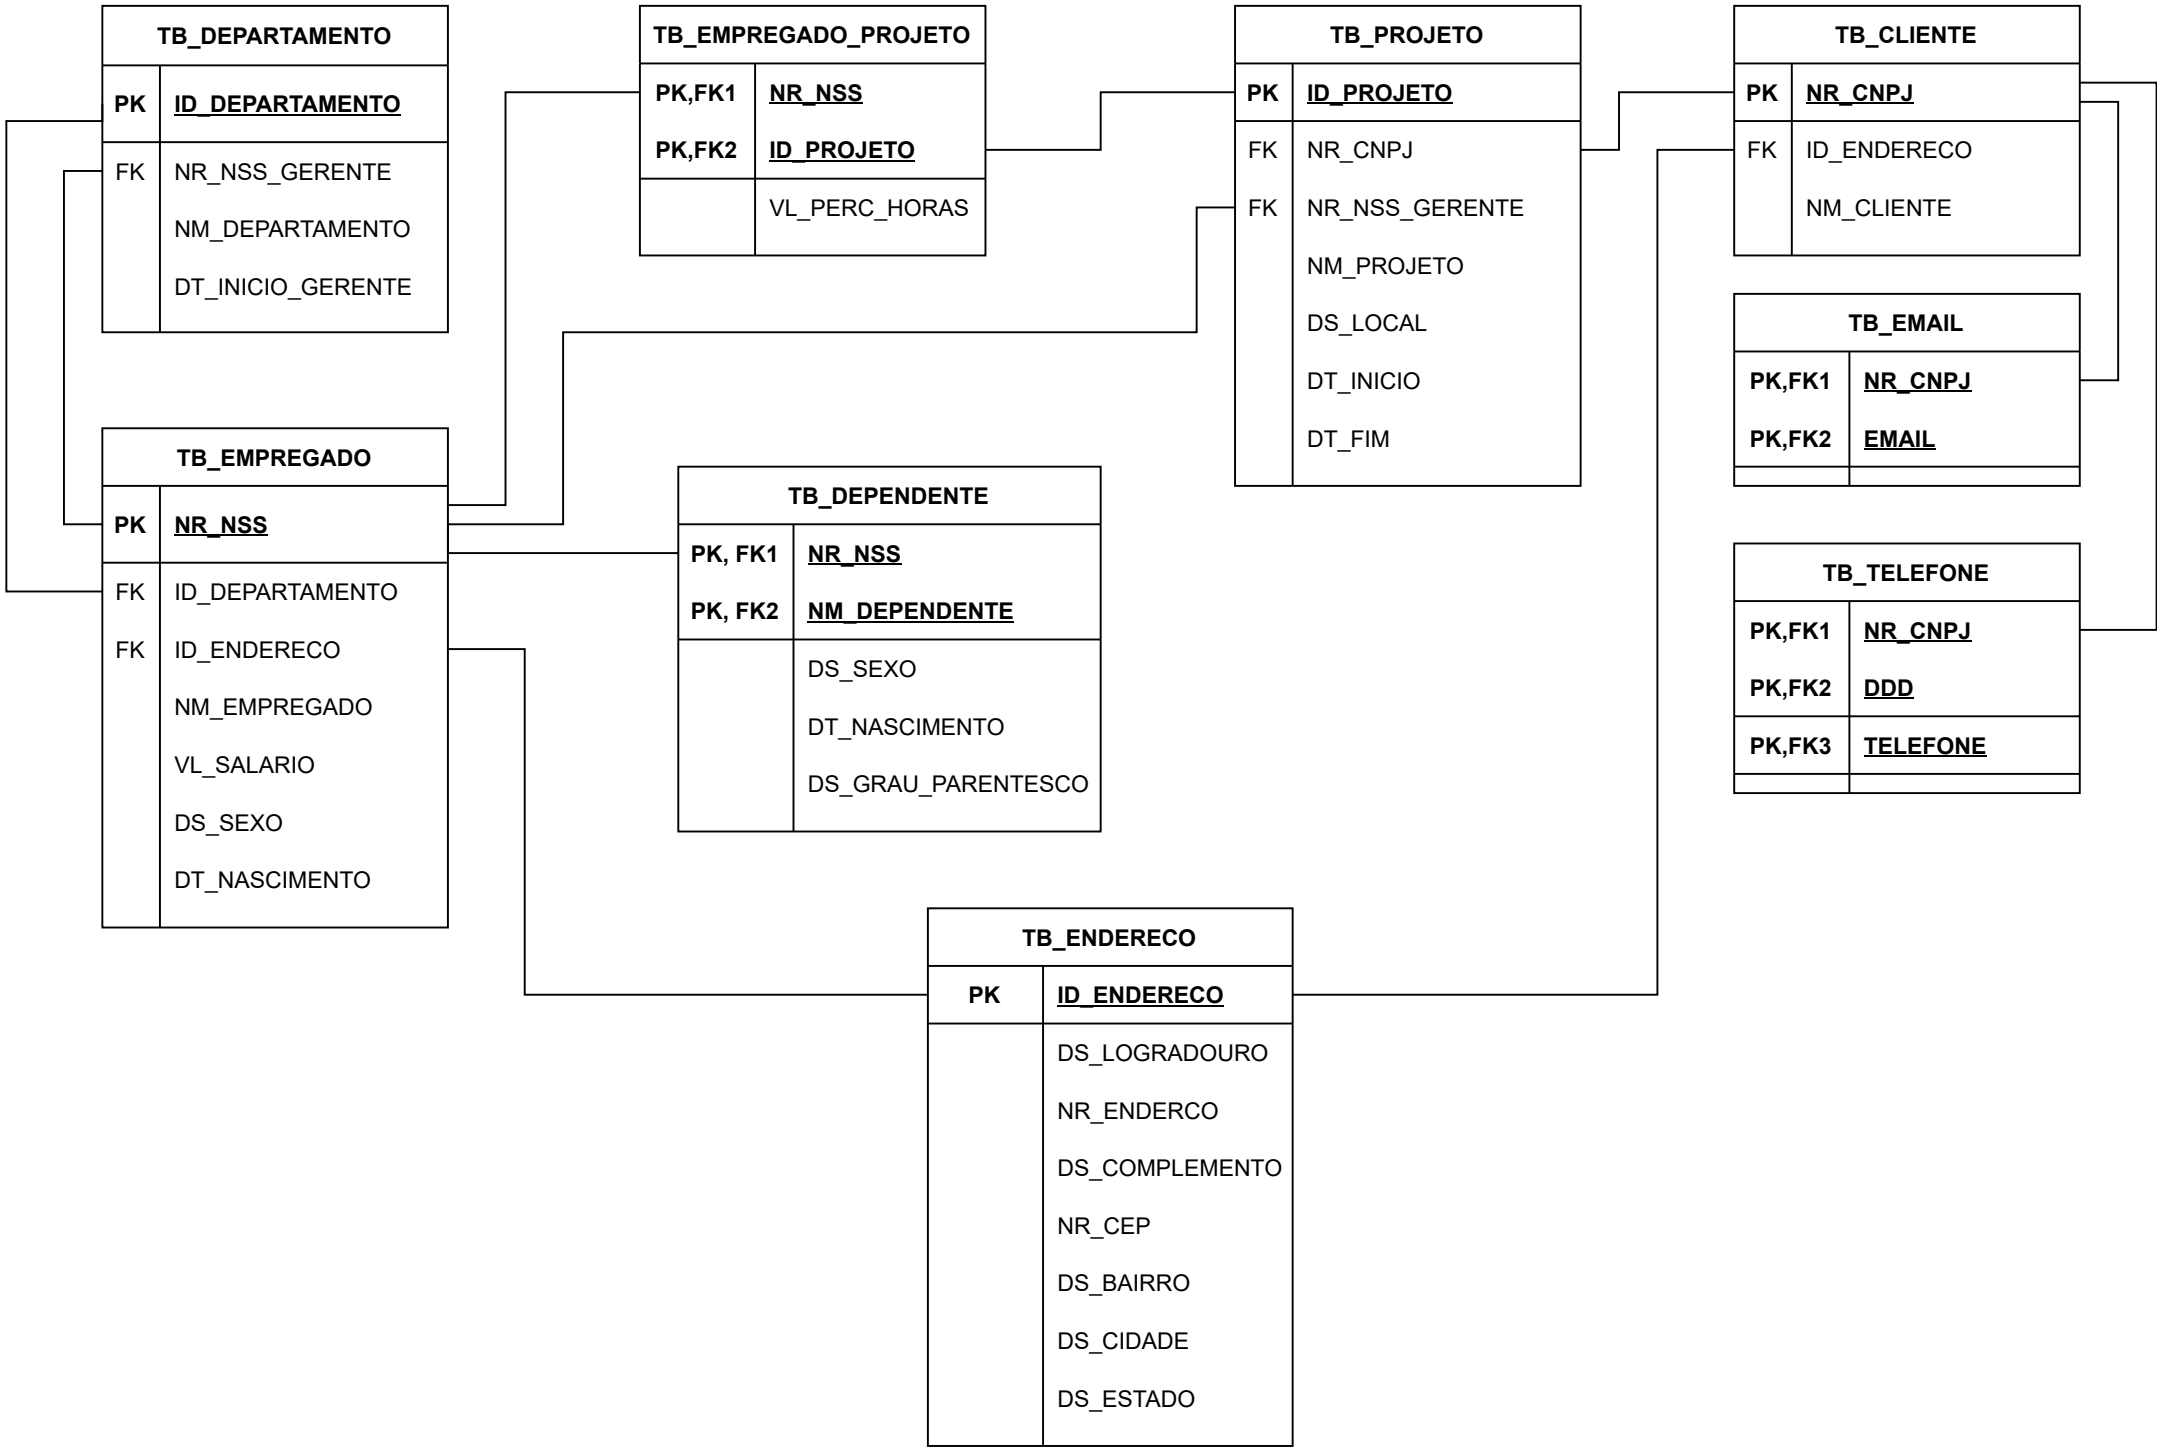 TB_DEPARTAMENTO
PK ID_DEPARTAMENTO
FK NR_NSS_GERENTE
NM_DEPARTAMENTO
DT_INICIO_GERENTE
TB_EMPREGADO_PROJETO
PK,FK1 NR_NSS
PK,FK2 ID_PROJETO
VL_PERC_HORAS
TB_PROJETO
PK ID_PROJETO
FK NR_CNPJ
FK NR_NSS_GERENTE
NM_PROJETO
DS_LOCAL
DT_INICIO
DT_FIM
TB_CLIENTE
PK NR_CNPJ
FK ID_ENDERECO
NM_CLIENTE
TB_EMAIL
PK,FK1 NR_CNPJ
PK,FK2 EMAIL
TB_EMPREGADO
PK NR_NSS
FK ID_DEPARTAMENTO
FK ID_ENDERECO
NM_EMPREGADO
VL_SALARIO
DS_SEXO
DT_NASCIMENTO
TB_DEPENDENTE
PK, FK1 NR_NSS
PK, FK2 NM_DEPENDENTE
DS_SEXO
DT_NASCIMENTO
DS_GRAU_PARENTESCO
TB_TELEFONE
PK,FK1 NR_CNPJ
PK,FK2 DDD
PK,FK3 TELEFONE
TB_ENDERECO
PK ID_ENDERECO
DS_LOGRADOURO
NR_ENDERCO
DS_COMPLEMENTO
NR_CEP
DS_BAIRRO
DS_CIDADE
DS_ESTADO